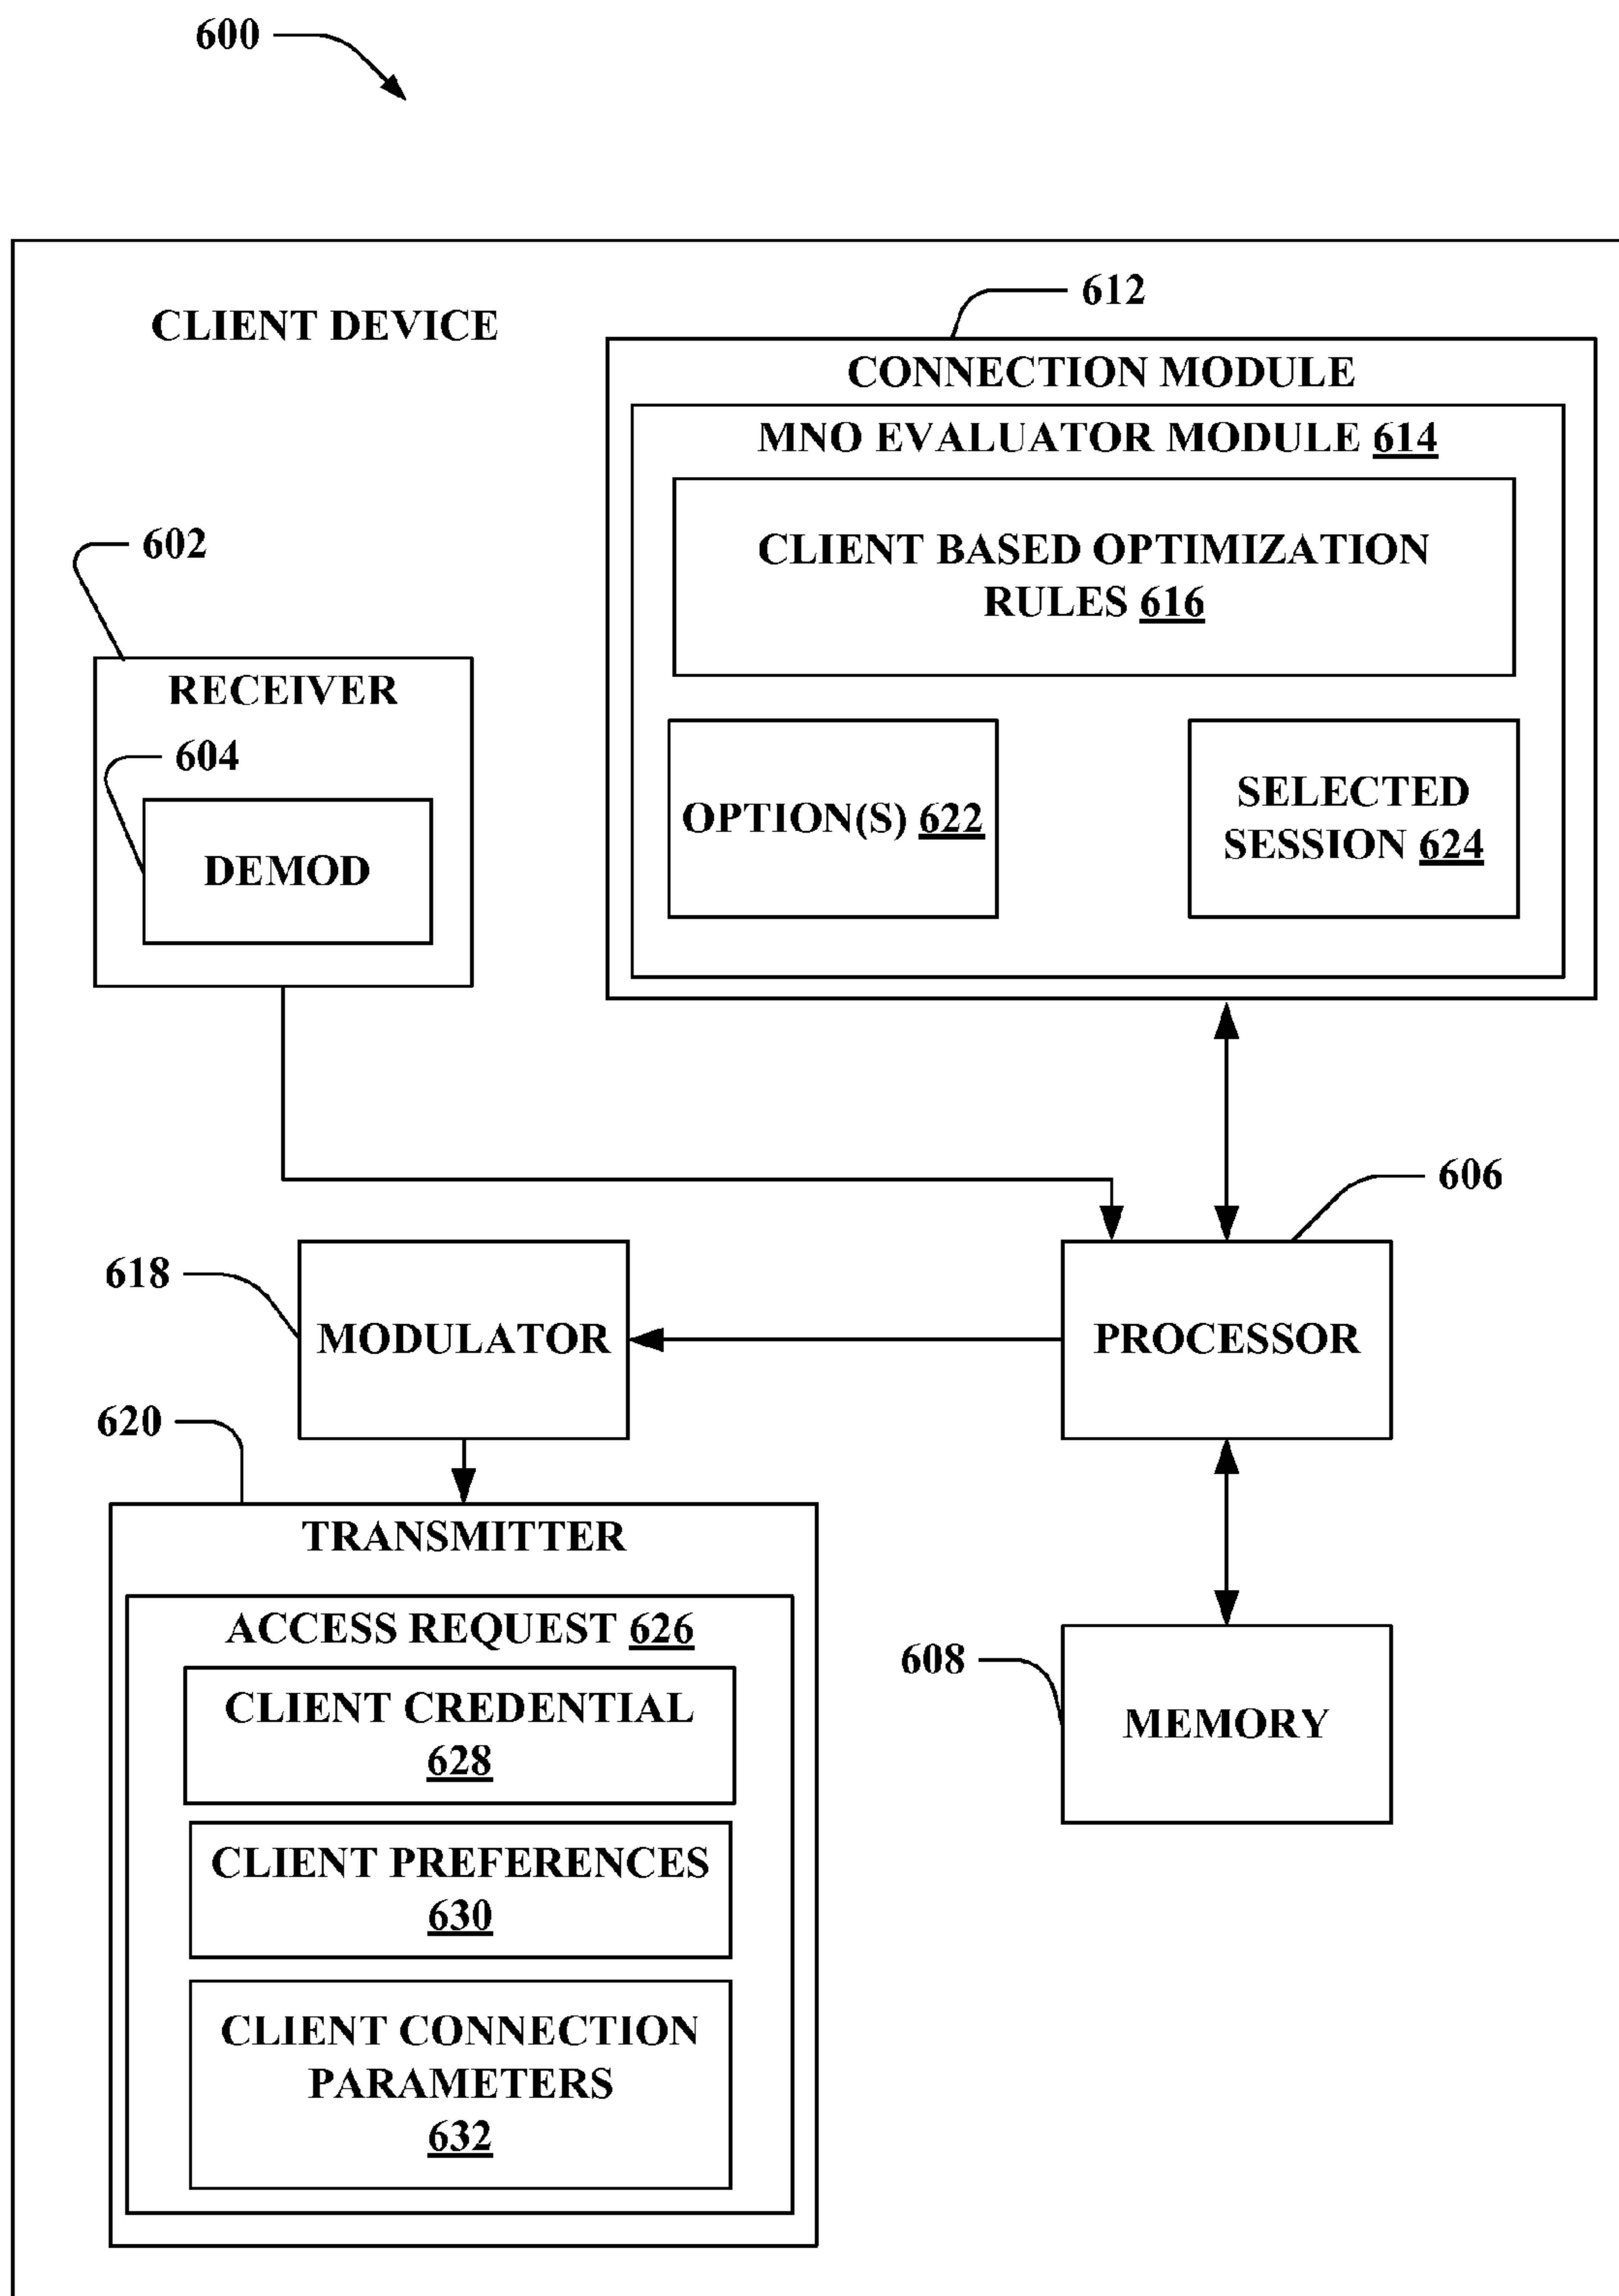 600
CLIENT DEVICE
612
CONNECTION MODULE
MNO EVALUATOR MODULE 614
CLIENT BASED OPTIMIZATION
RULES 616
OPTION(S) 622
SELECTED
SESSION 624
602
RECEIVER
604
DEMOD
606
PROCESSOR
618
MODULATOR
620
TRANSMITTER
ACCESS REQUEST 626
CLIENT CREDENTIAL
628
CLIENT PREFERENCES
630
CLIENT CONNECTION
PARAMETERS
632
608
MEMORY